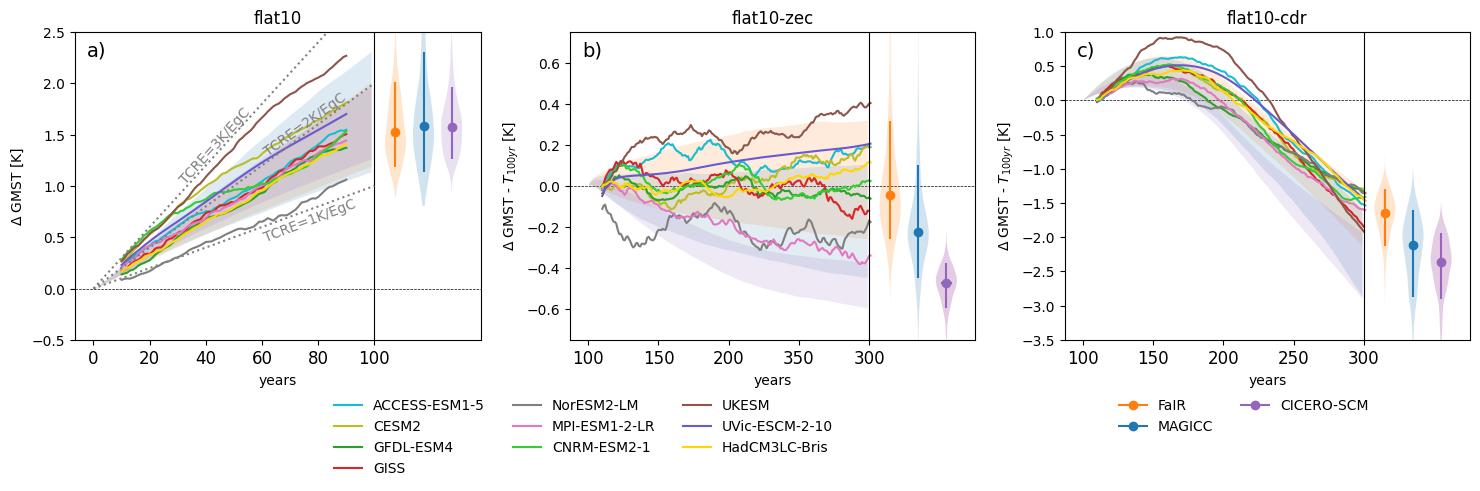 flat10
flat10-zec
flat10-cdr
a)
b)
c)
2.5
2.0
1.5
1.0
0.5
0.0
−0.5
Δ GMST [K]
TCRE=3K/EgC
TCRE=2K/EgC
TCRE=1K/EgC
0 20 40 60 80 100
years
0.6
0.4
0.2
0.0
−0.2
−0.4
−0.6
Δ GMST - T100yr [K]
100 150 200 250 300
years
1.0
0.5
0.0
−0.5
−1.0
−1.5
−2.0
−2.5
−3.0
−3.5
Δ GMST - T100yr [K]
100 150 200 250 300
years
ACCESS-ESM1-5
CESM2
GFDL-ESM4
GISS
NorESM2-LM
MPI-ESM1-2-LR
CNRM-ESM2-1
UKESM
UVic-ESCM-2-10
HadCM3LC-Bris
FaIR
MAGICC
CICERO-SCM